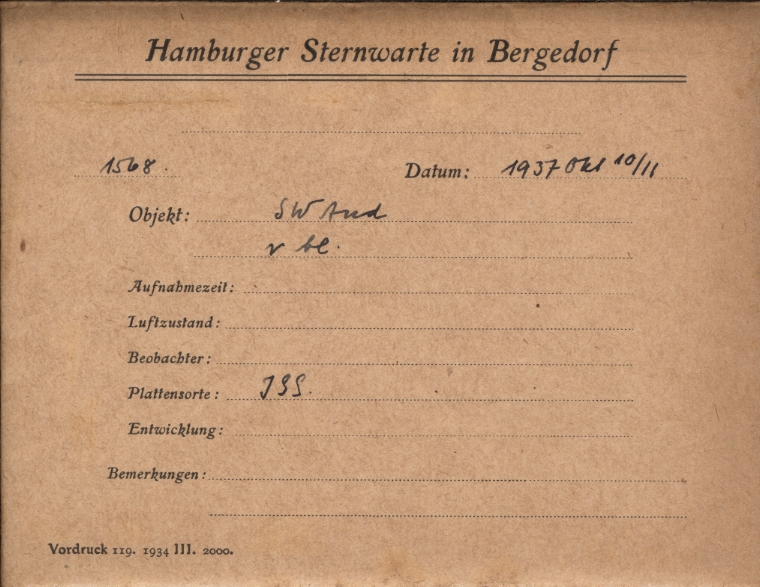 Hamburger Sternwarte in Bergedorf
1568. Datum: 1937 Okt 10/11
Objekt: SW And
v bl.
Aufnahmezeit:
Luftzustand:
Beobachter:
Plattensorte: JSS.
Entwicklung:
Bemerkungen:
Vordruck 119. 1934 III. 2000.